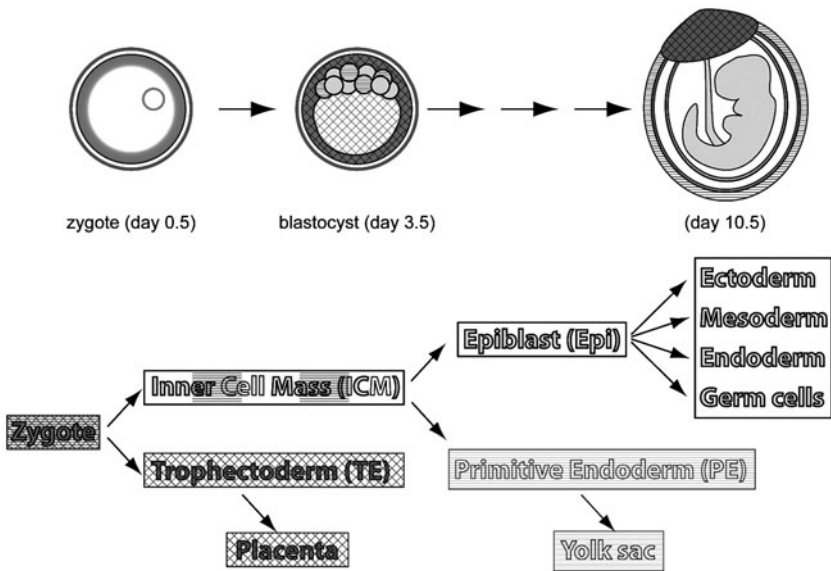 zygote (day 0.5)
blastocyst (day 3.5)
(day 10.5)
Ectoderm
Mesoderm
Endoderm
Germ cells
Epiblast (Epi)
Inner Cell Mass (ICM)
Zygote
Trophectoderm (TE)
Primitive Endoderm (PE)
Placenta
Yolk sac